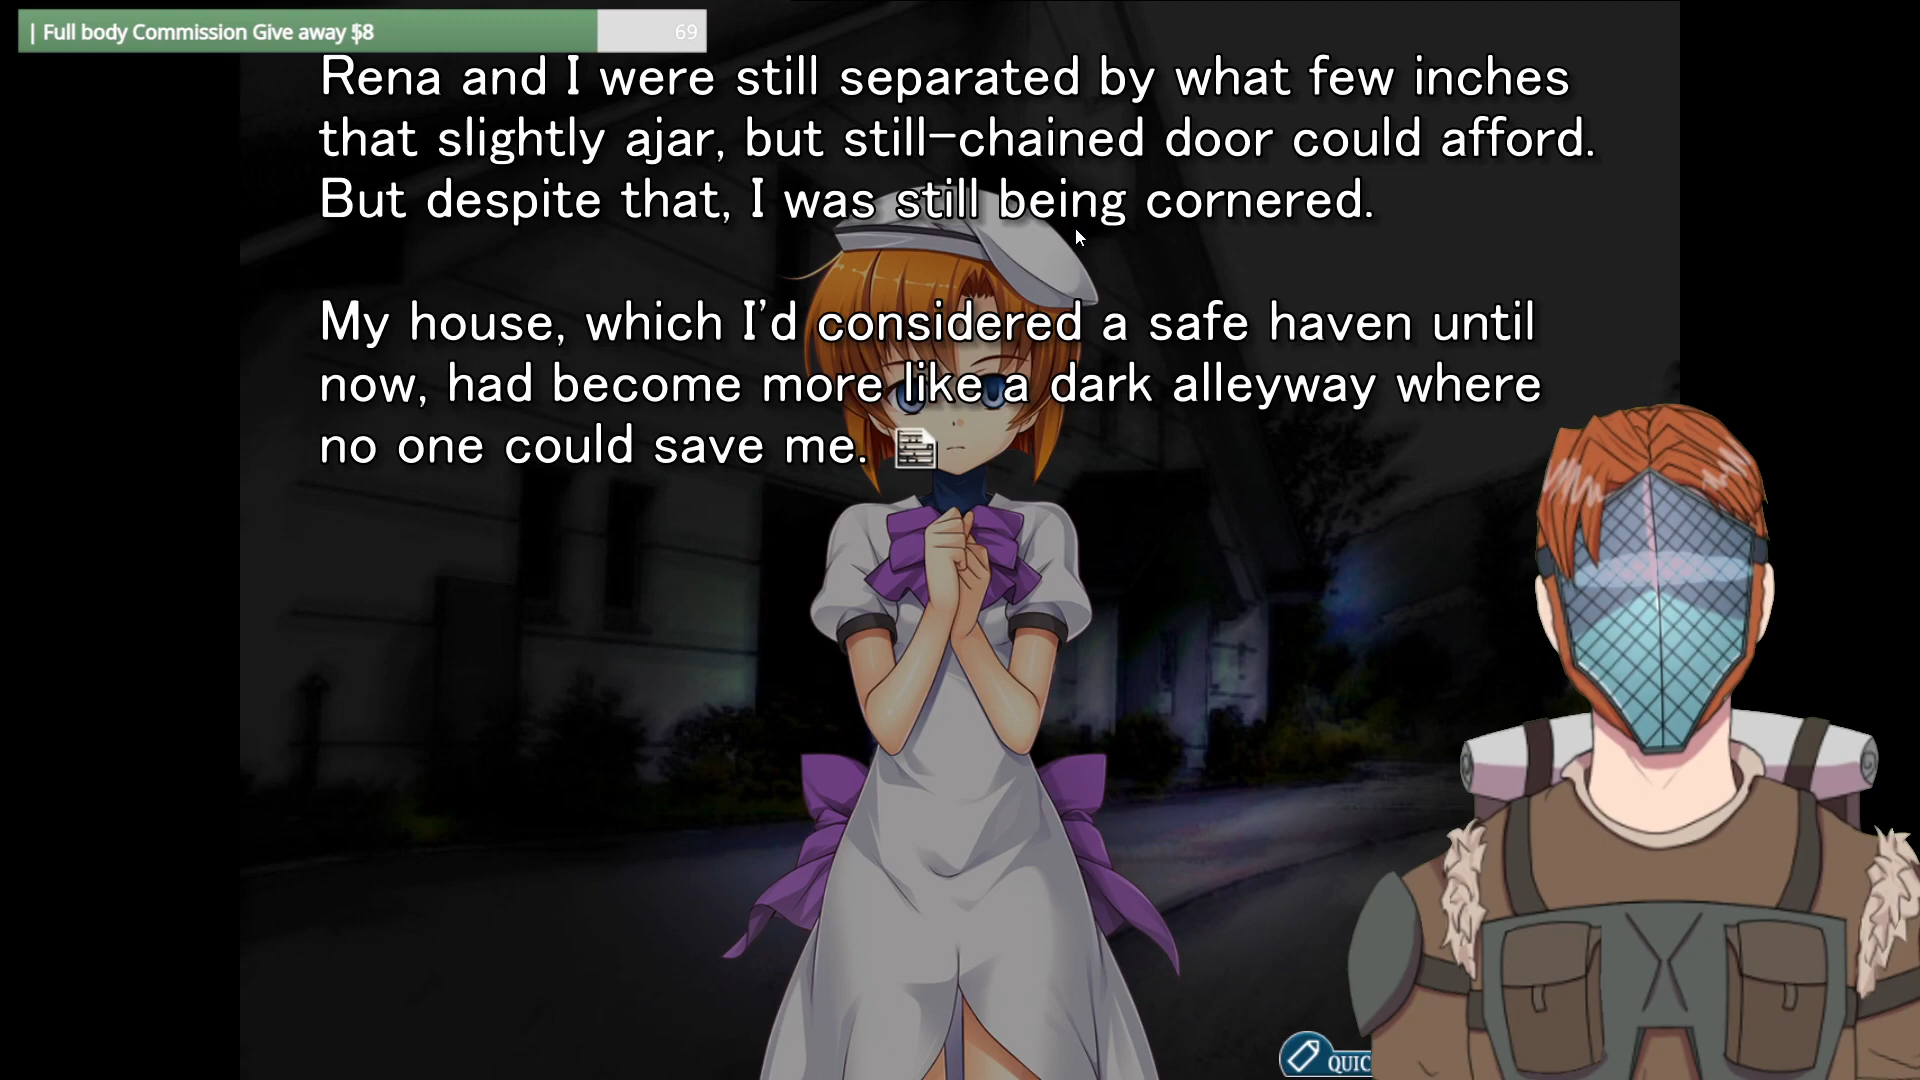 | Full body Commission Give away $8
69
Rena and I were still separated by what few inches
that slightly ajar, but still-chained door could afford.
But despite that, I was still being cornered.
My house, which I'd considered a safe haven until
now, had become more like a dark alleyway where
no one could save me.
QUIC